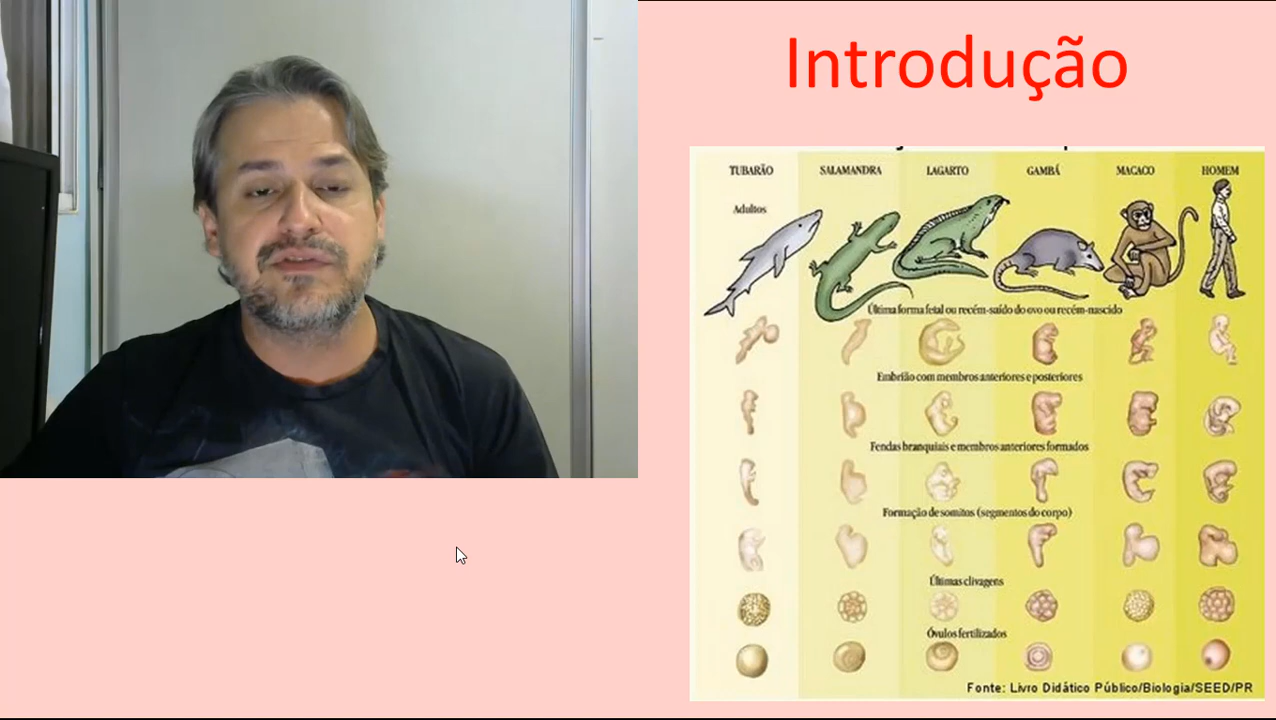 Introdução
TUBARÃO SALAMANDRA LAGARTO GAMBÁ MACACO HOMEM
Adultos
Última forma fetal ou recém-saído do ovo ou recém-nascido
Embrião com membros anteriores e posteriores
Fendas branquiais e membros anteriores formados
Formação de somitos (segmentos do corpo)
Últimas clivagens
Óvulos fertilizados
Fonte: Livro Didático Público/Biologia/SEED/PR